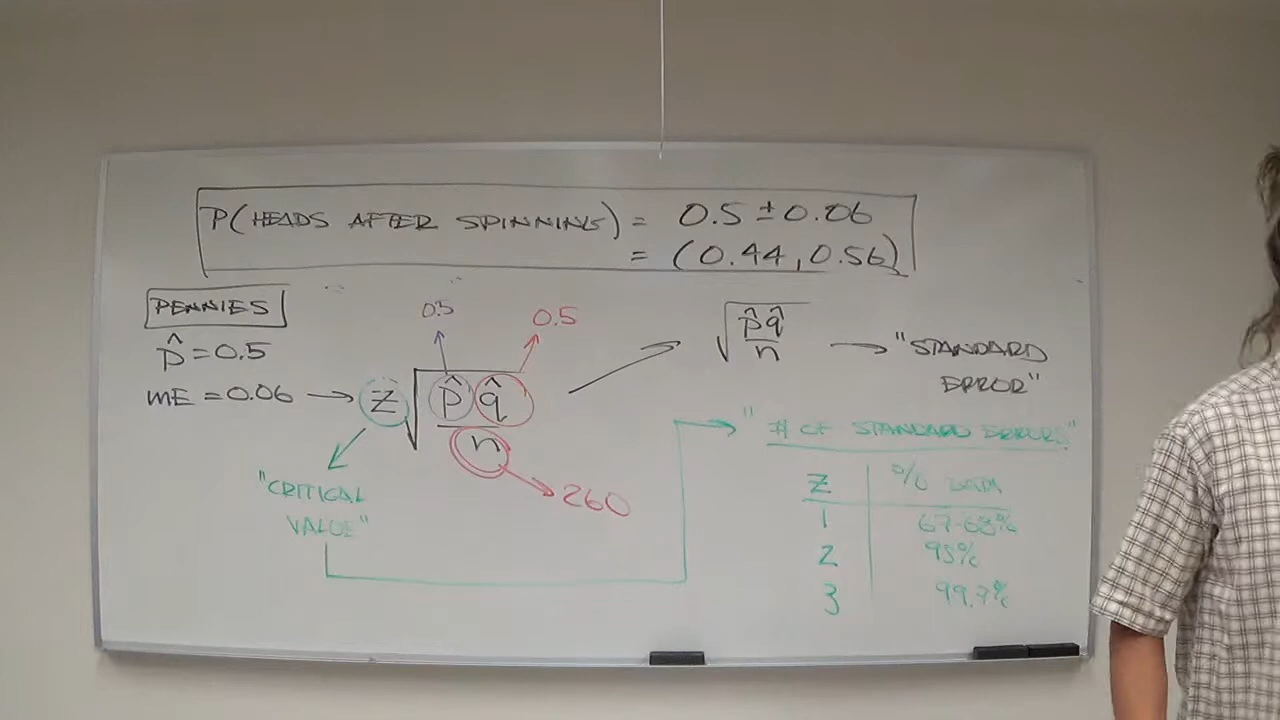 P(HEADS AFTER SPINNING) = 0.5 ± 0.06
= (0.44, 0.56)
PENNIES
p̂ = 0.5
ME = 0.06 → z√(p̂q̂/n)
0.5
0.5
260
"CRITICAL
VALUE"
√(p̂q̂/n) → "STANDARD
ERROR"
"# OF STANDARD ERRORS"
Z % DATA
1 67-68%
2 95%
3 99.7%